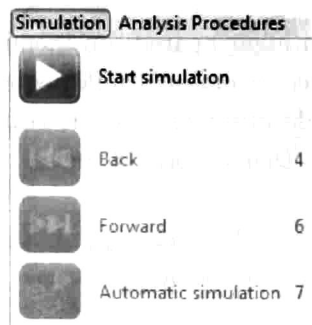 Simulation Analysis Procedures
Start simulation
Back 4
Forward 6
Automatic simulation 7